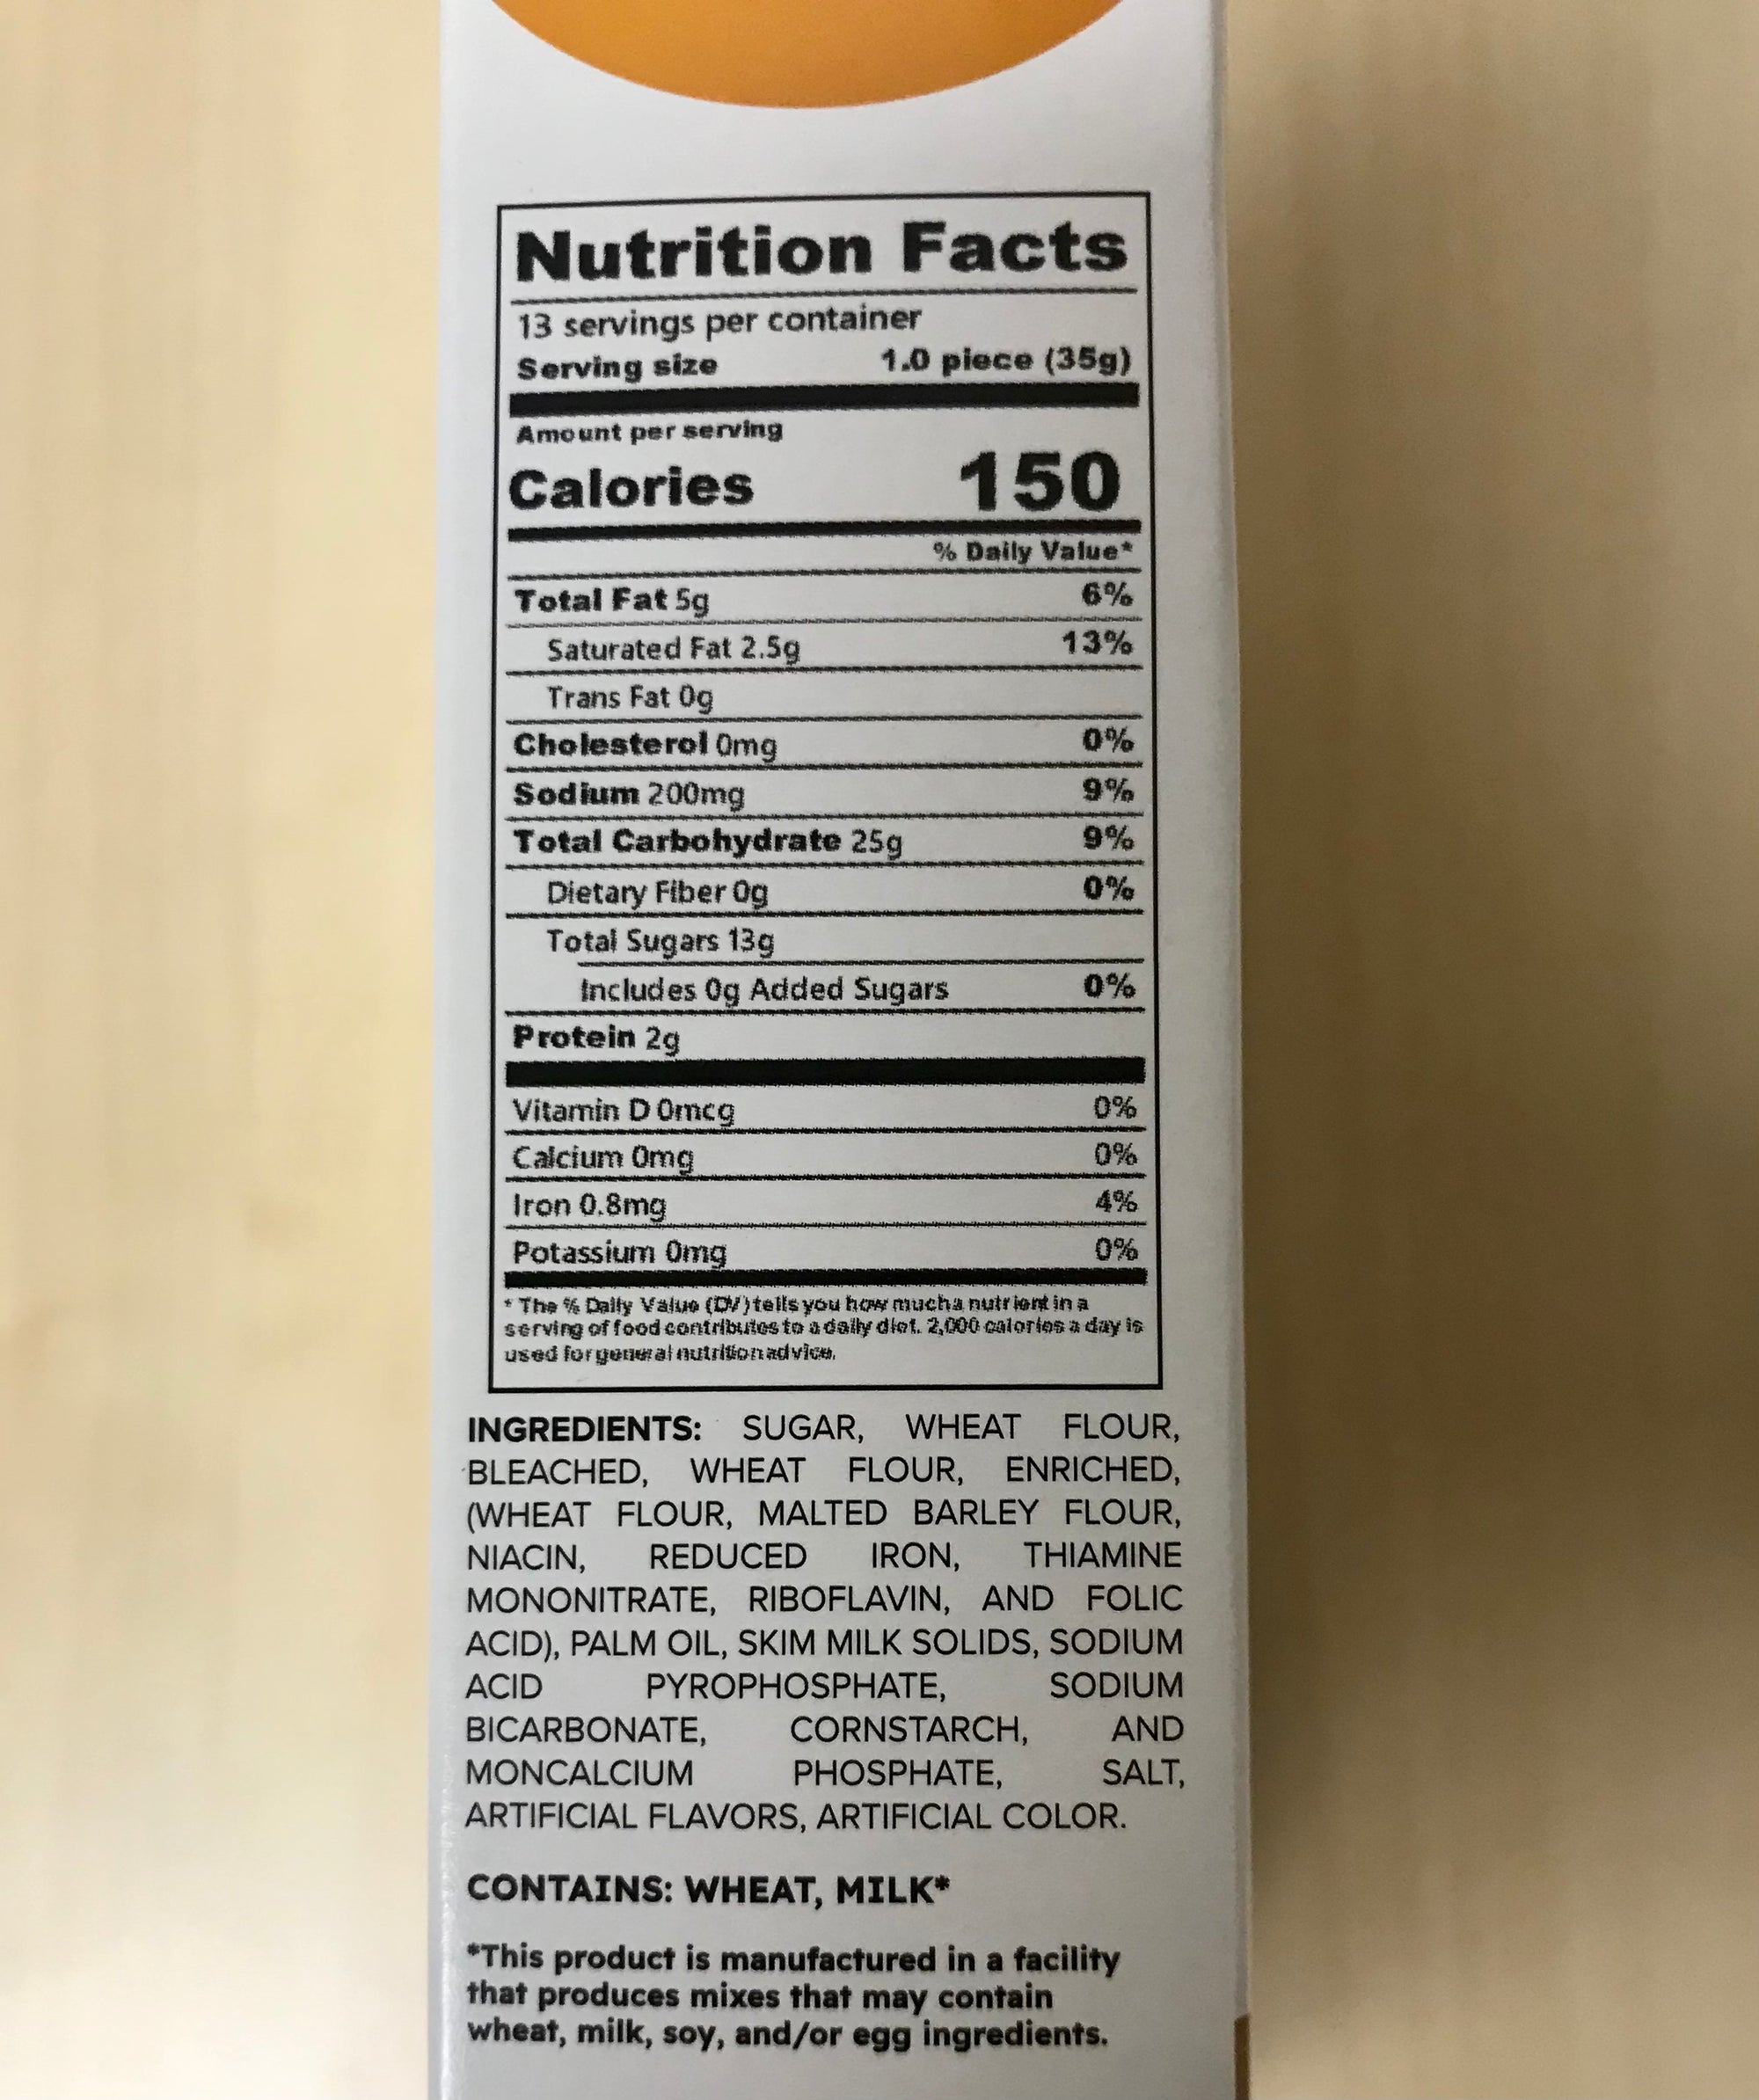 Nutrition Facts
13 servings per container
Serving size 1.0 piece (35g)
Amount per serving
Calories 150
% Daily Value*
Total Fat 5g 6%
Saturated Fat 2.5g 13%
Trans Fat 0g
Cholesterol 0mg 0%
Sodium 200mg 9%
Total Carbohydrate 25g 9%
Dietary Fiber 0g 0%
Total Sugars 13g
Includes 0g Added Sugars 0%
Protein 2g
Vitamin D 0mcg 0%
Calcium 0mg 0%
Iron 0.8mg 4%
Potassium 0mg 0%
* The % Daily Value (DV) tells you how much a nutrient in a
serving of food contributes to a daily diet. 2,000 calories a day is
used for general nutrition advice.
INGREDIENTS: SUGAR, WHEAT FLOUR,
BLEACHED, WHEAT FLOUR, ENRICHED,
(WHEAT FLOUR, MALTED BARLEY FLOUR,
NIACIN, REDUCED IRON, THIAMINE
MONONITRATE, RIBOFLAVIN, AND FOLIC
ACID), PALM OIL, SKIM MILK SOLIDS, SODIUM
ACID PYROPHOSPHATE, SODIUM
BICARBONATE, CORNSTARCH, AND
MONCALCIUM PHOSPHATE, SALT,
ARTIFICIAL FLAVORS, ARTIFICIAL COLOR.
CONTAINS: WHEAT, MILK*
*This product is manufactured in a facility
that produces mixes that may contain
wheat, milk, soy, and/or egg ingredients.